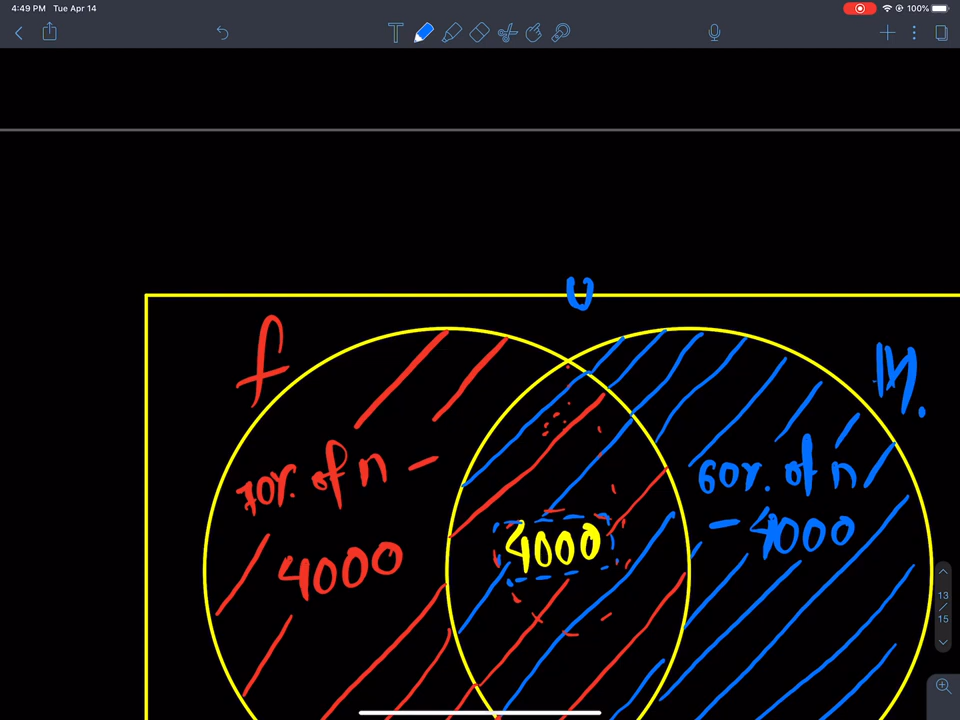 4:49 PM Tue Apr 14
100%
T
U
f
M.
70%. of n -
4000
4000
60%. of n
- 4000
13
/
15